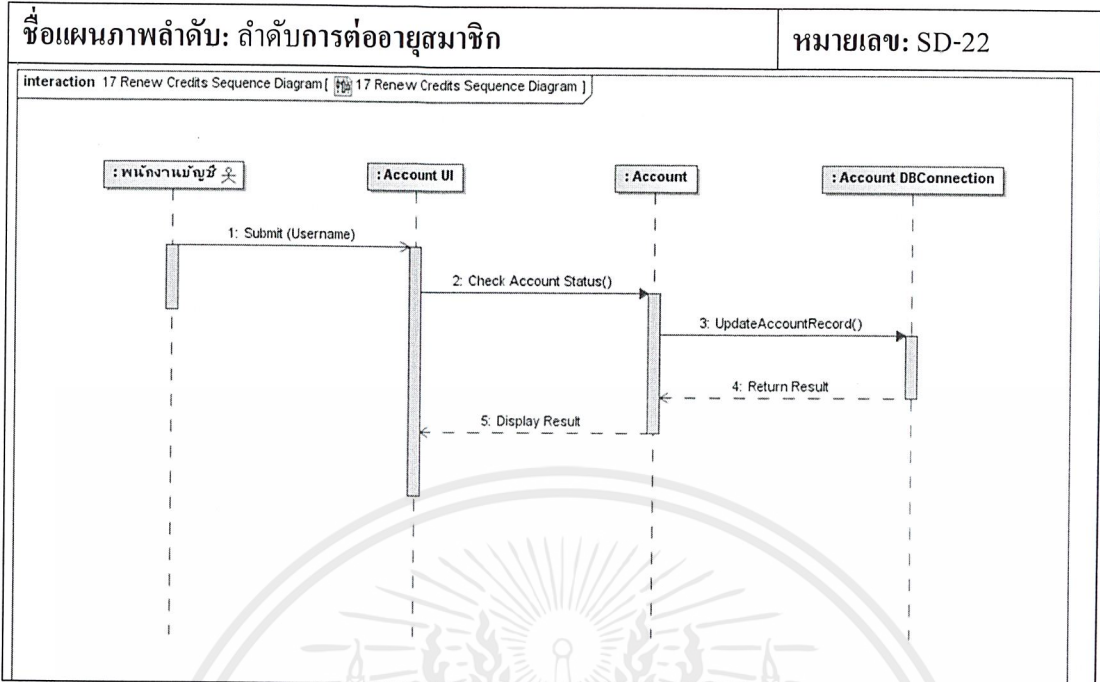 ชื่อแผนภาพลำดับ: ลำดับการต่ออายุสมาชิก
หมายเลข: SD-22
interaction 17 Renew Credits Sequence Diagram [ 17 Renew Credits Sequence Diagram ]
: พนักงานบัญชี
: Account UI
: Account
: Account DBConnection
1: Submit (Username)
2: Check Account Status()
3: UpdateAccountRecord()
4: Return Result
5: Display Result